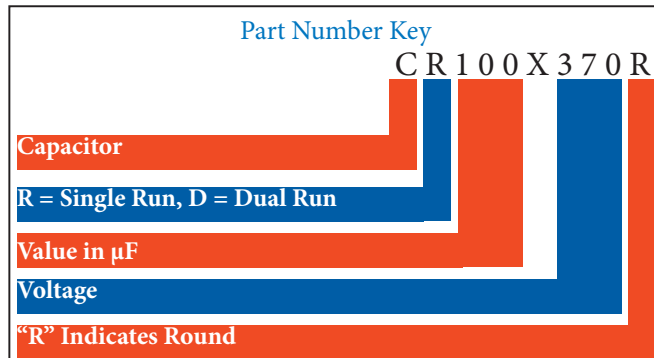 Part Number Key
C R 1 0 0 X 3 7 0 R
Capacitor
R = Single Run, D = Dual Run
Value in µF
Voltage
“R” Indicates Round